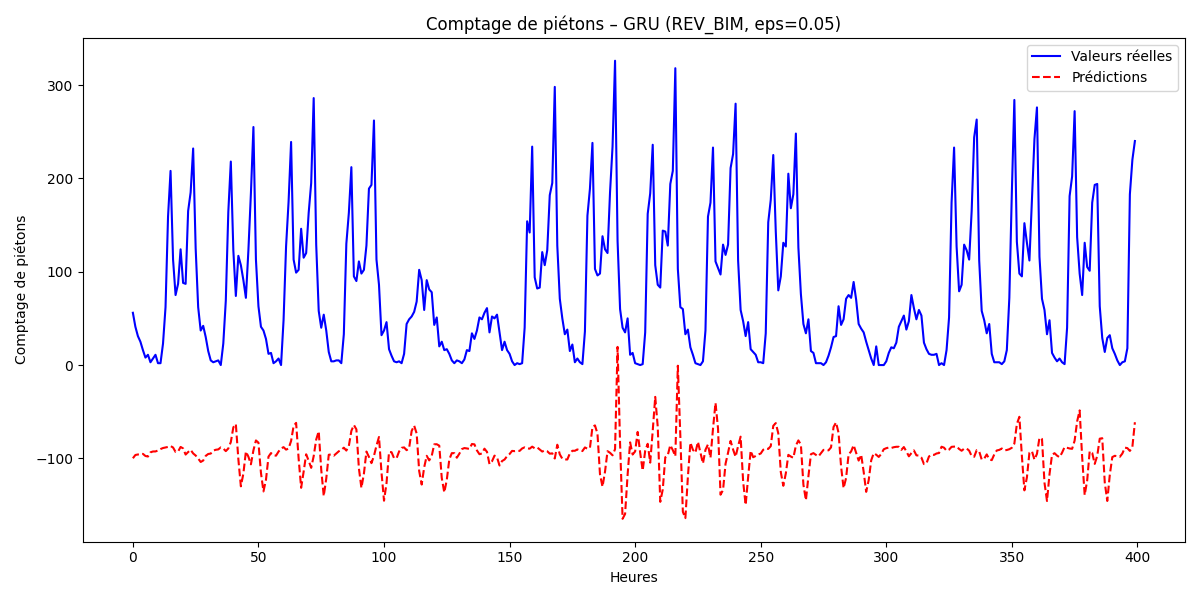 Comptage de piétons – GRU (REV_BIM, eps=0.05)
Valeurs réelles
Prédictions
Comptage de piétons
300
200
100
0
−100
0 50 100 150 200 250 300 350 400
Heures